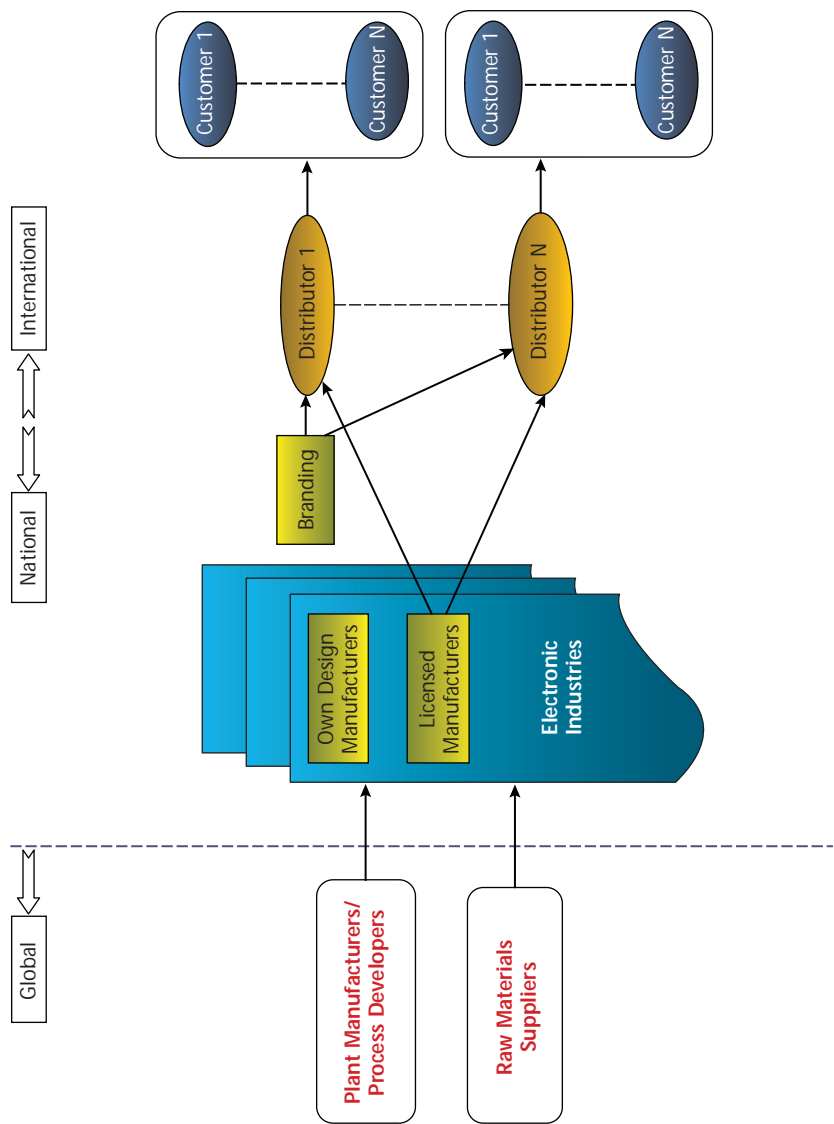 Global
National
International
Plant Manufacturers/
Process Developers
Raw Materials
Suppliers
Own Design
Manufacturers
Licensed
Manufacturers
Electronic
Industries
Branding
Distributor 1
Distributor N
Customer 1
Customer N
Customer 1
Customer N